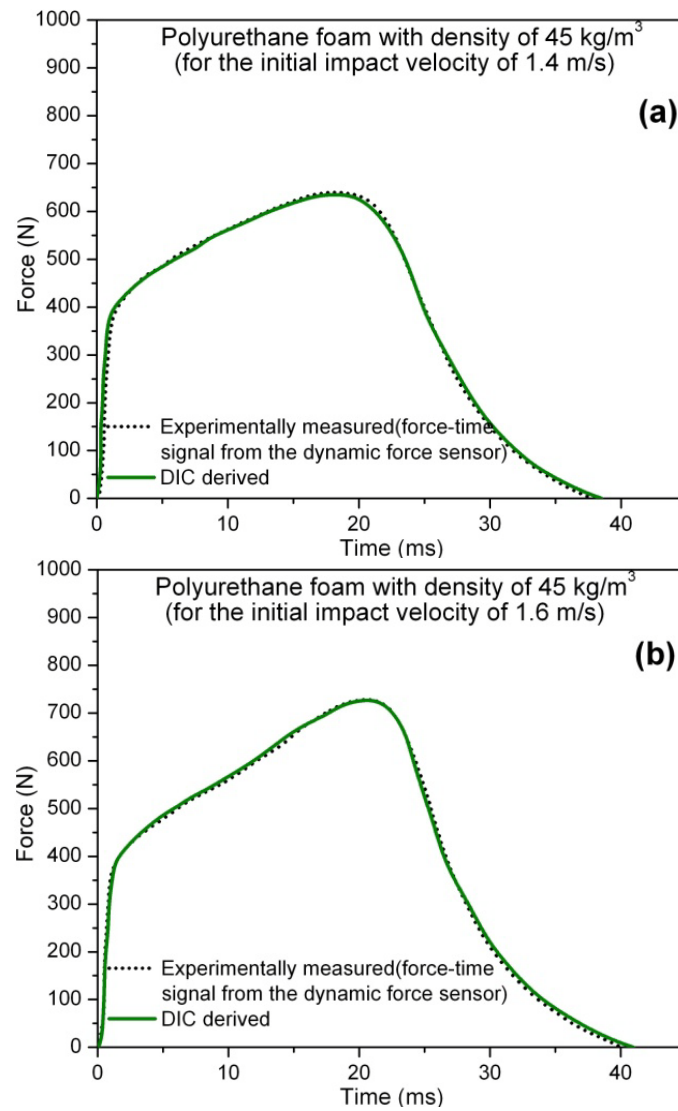 Polyurethane foam with density of 45 kg/m³
(for the initial impact velocity of 1.4 m/s)
(a)
1000
900
800
700
600
500
400
300
200
100
0
Force (N)
Experimentally measured(force-time
signal from the dynamic force sensor)
DIC derived
0 10 20 30 40
Time (ms)
Polyurethane foam with density of 45 kg/m³
(for the initial impact velocity of 1.6 m/s)
(b)
1000
900
800
700
600
500
400
300
200
100
0
Force (N)
Experimentally measured(force-time
signal from the dynamic force sensor)
DIC derived
0 10 20 30 40
Time (ms)